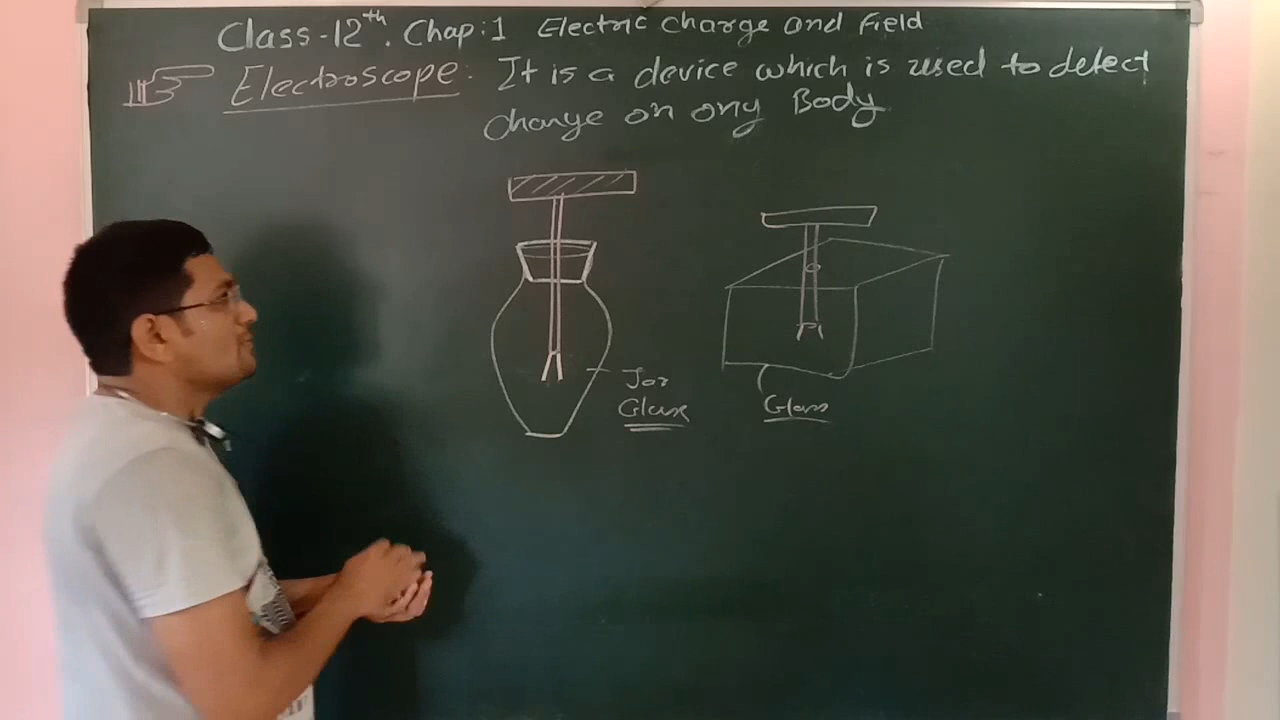 Class-12th. Chap:1 Electric Charge and Field
Electroscope: It is a device which is used to detect
charge on any Body
Jar
Glass
Glass